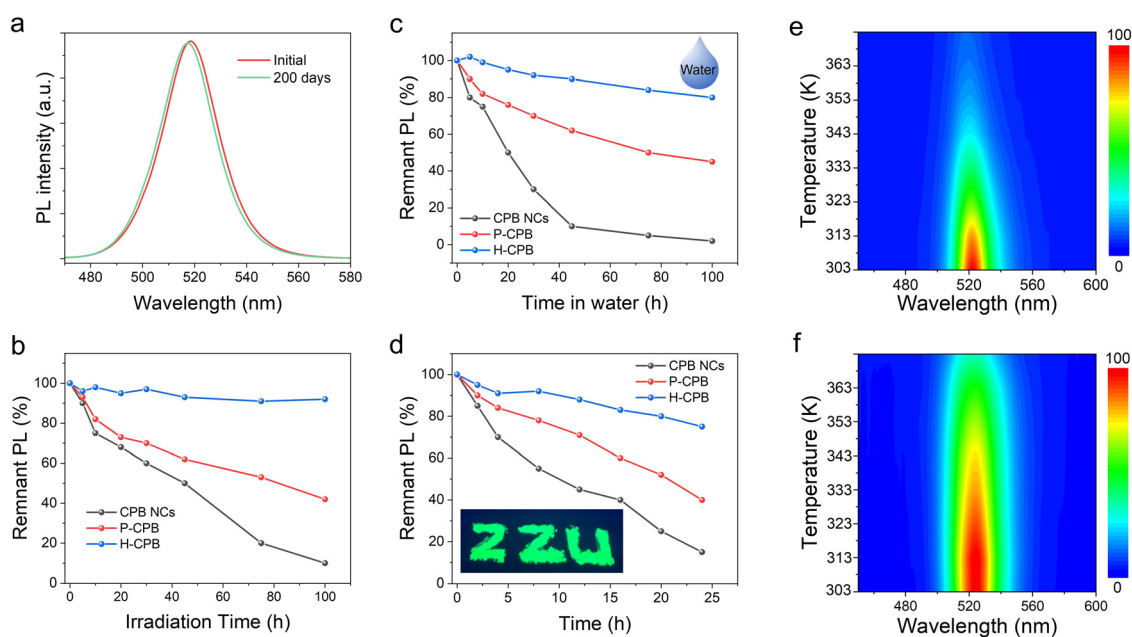 a
PL intensity (a.u.)
Initial
200 days
480 500 520 540 560 580
Wavelength (nm)
b
Remnant PL (%)
100
80
60
40
20
0
CPB NCs
P-CPB
H-CPB
0 20 40 60 80 100
Irradiation Time (h)
c
Remnant PL (%)
100
80
60
40
20
0
Water
CPB NCs
P-CPB
H-CPB
0 20 40 60 80 100
Time in water (h)
d
Remnant PL (%)
100
80
60
40
20
0
CPB NCs
P-CPB
H-CPB
ZZU
0 5 10 15 20 25
Time (h)
e
Temperature (K)
363
353
343
333
323
313
303
100
0
480 520 560 600
Wavelength (nm)
f
Temperature (K)
363
353
343
333
323
313
303
100
0
480 520 560 600
Wavelength (nm)